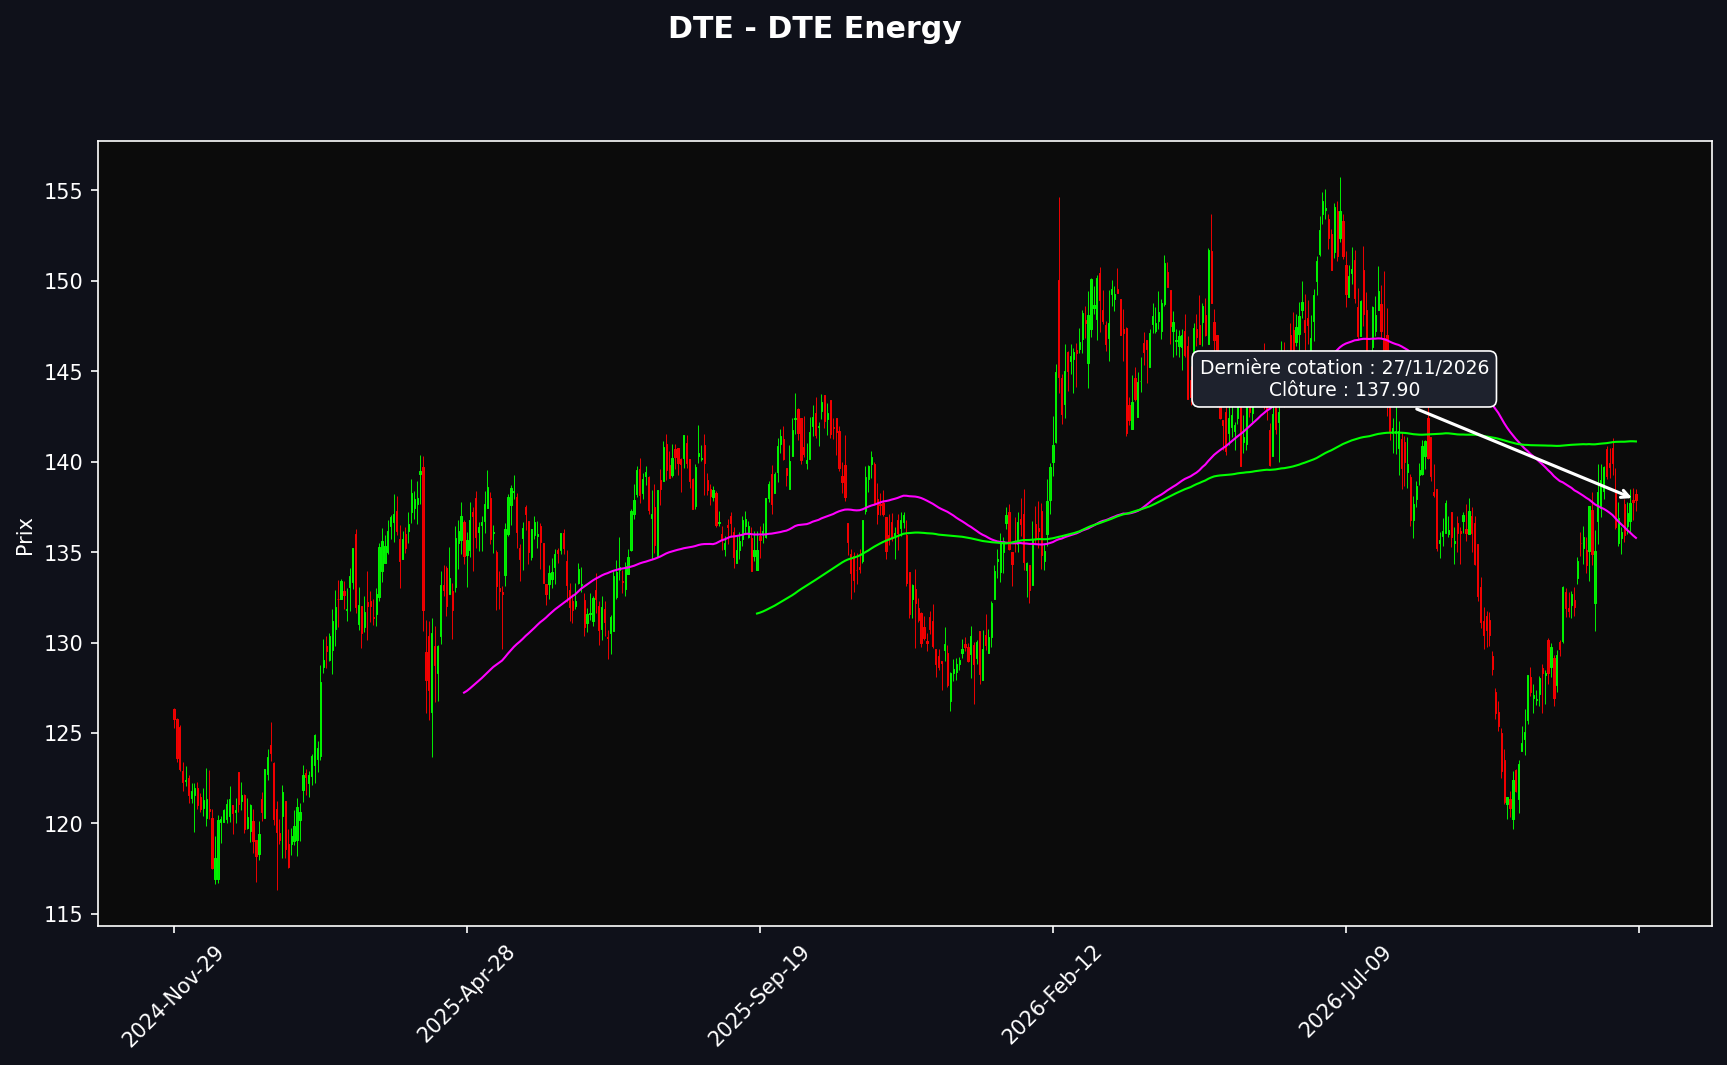 DTE - DTE Energy
155
150
145
140
135
130
125
120
115
Prix
Dernière cotation : 27/11/2026
Clôture : 137.90
2024-Nov-29
2025-Apr-28
2025-Sep-19
2026-Feb-12
2026-Jul-09